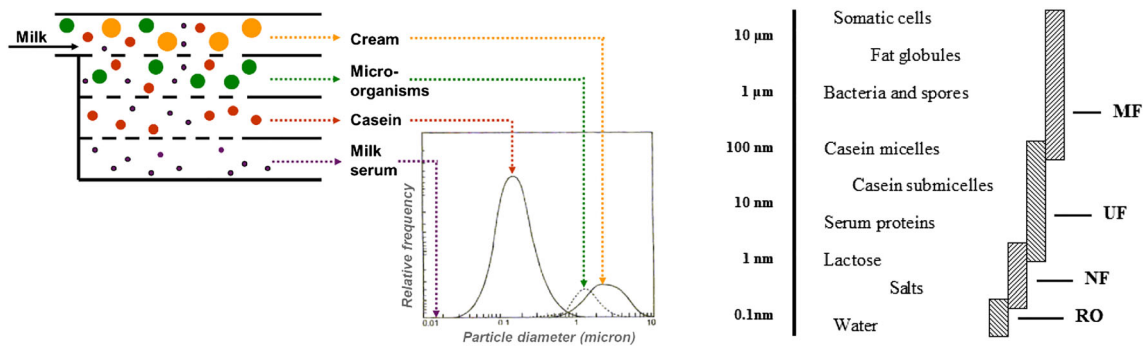 Milk
Cream
Micro-
organisms
Casein
Milk
serum
Relative frequency
0.01
0.1
1
10
Particle diameter (micron)
10 µm
1 µm
100 nm
10 nm
1 nm
0.1nm
Somatic cells
Fat globules
Bacteria and spores
Casein micelles
Casein submicelles
Serum proteins
Lactose
Salts
Water
MF
UF
NF
RO